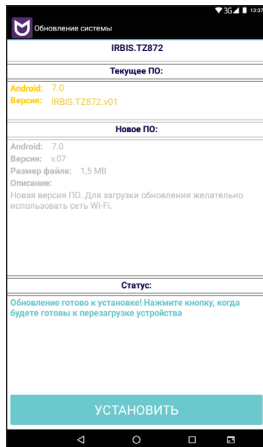 3G 13:37
Обновление системы
IRBIS.TZ872
Текущее ПО:
Android: 7.0
Версия: IRBIS.TZ872.v01
Новое ПО:
Android: 7.0
Версия: v.07
Размер файла: 1,5 MB
Описание:
Новая версия ПО. Для загрузки обновления желательно
использовать сеть Wi-Fi.
Статус:
Обновление готово к установке! Нажмите кнопку, когда
будете готовы к перезагрузке устройства
УСТАНОВИТЬ